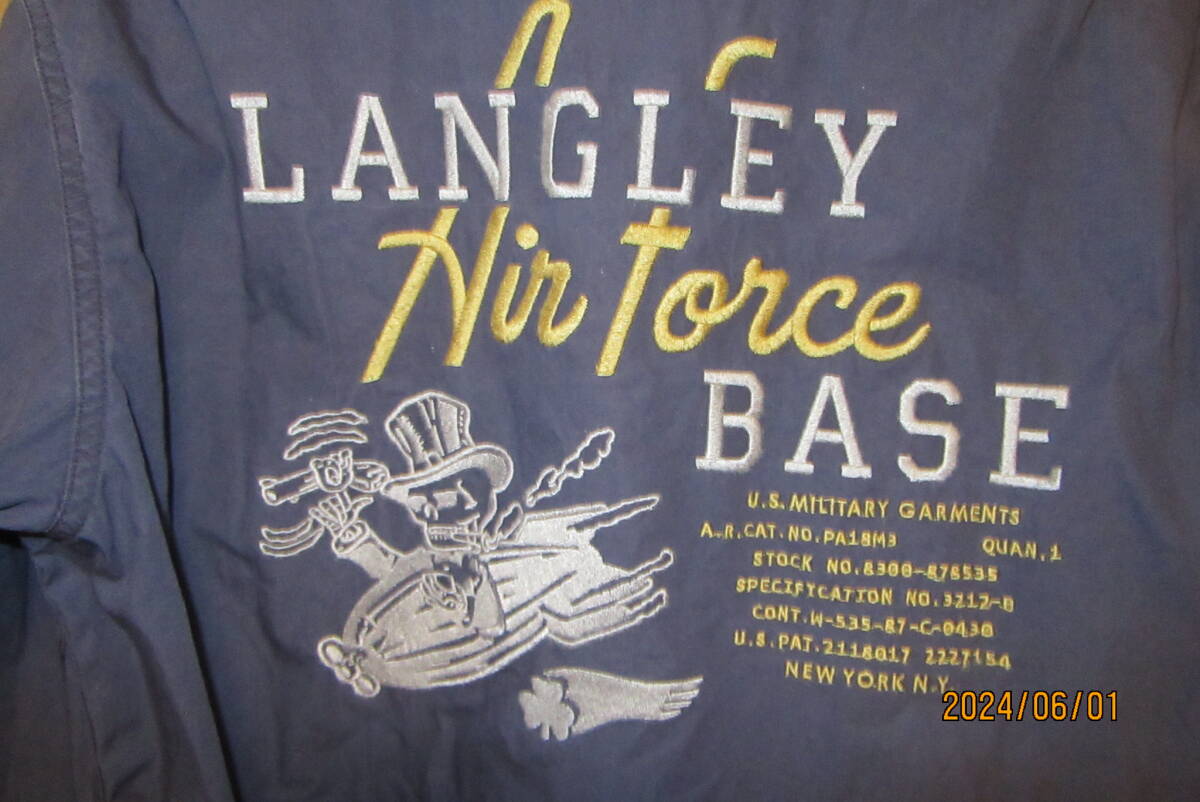 LANGLEY
Air Force
BASE
U.S. MILITARY GARMENTS
A.R.CAT.NO.PA18M3 QUAN.1
STOCK NO.8300-878535
SPECIFICATION NO.3212-B
CONT.W-535-87-C-0430
U.S.PAT.2118017 2227154
NEW YORK N.Y.
2024/06/01